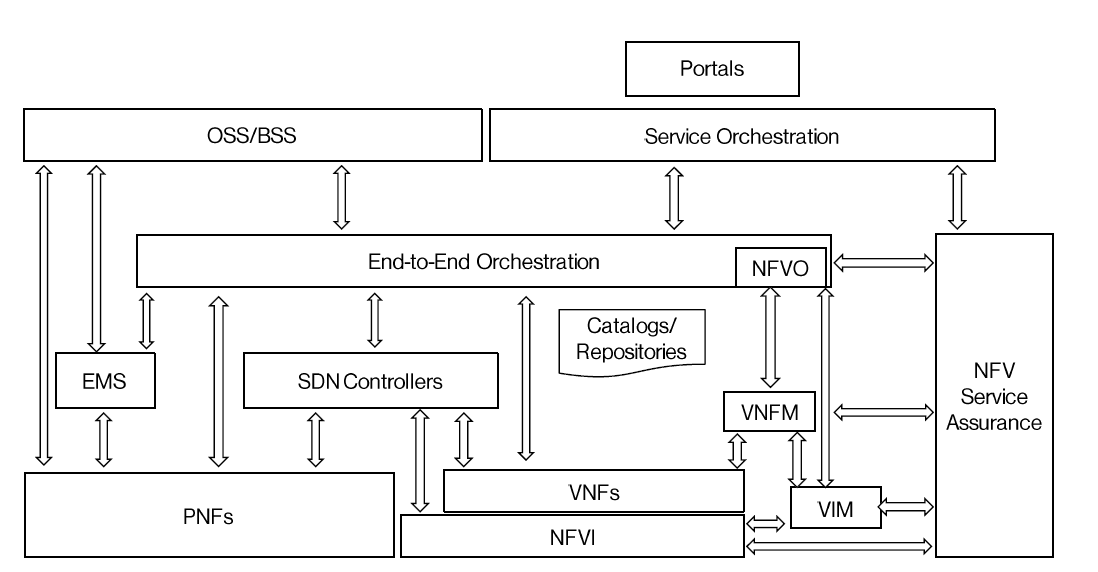 Portals
OSS/BSS
Service Orchestration
End-to-End Orchestration
NFVO
Catalogs/
Repositories
EMS
SDN Controllers
VNFM
NFV
Service
Assurance
VNFs
PNFs
VIM
NFVI